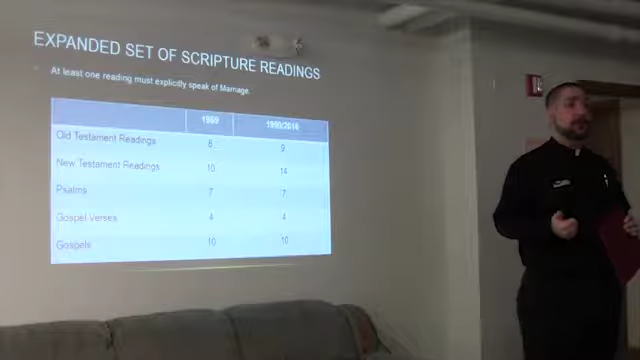 EXPANDED SET OF SCRIPTURE READINGS
At least one reading must explicitly speak of Marriage.
1969 1990/2016
Old Testament Readings 8 9
New Testament Readings 10 14
Psalms 7 7
Gospel Verses 4 4
Gospels 10 10